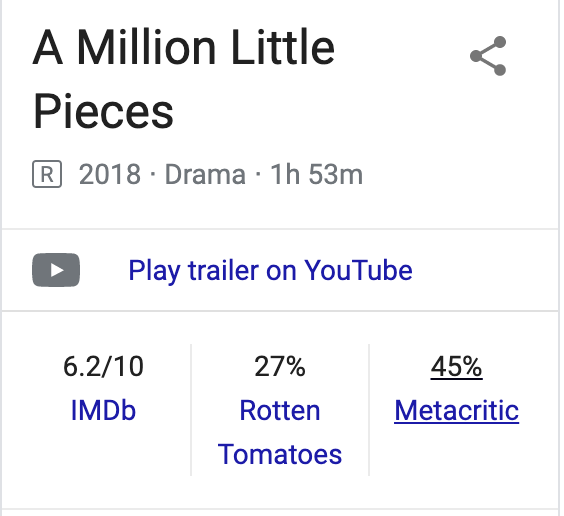 A Million Little
Pieces
R 2018 · Drama · 1h 53m
Play trailer on YouTube
6.2/10 27% 45%
IMDb Rotten Metacritic
Tomatoes